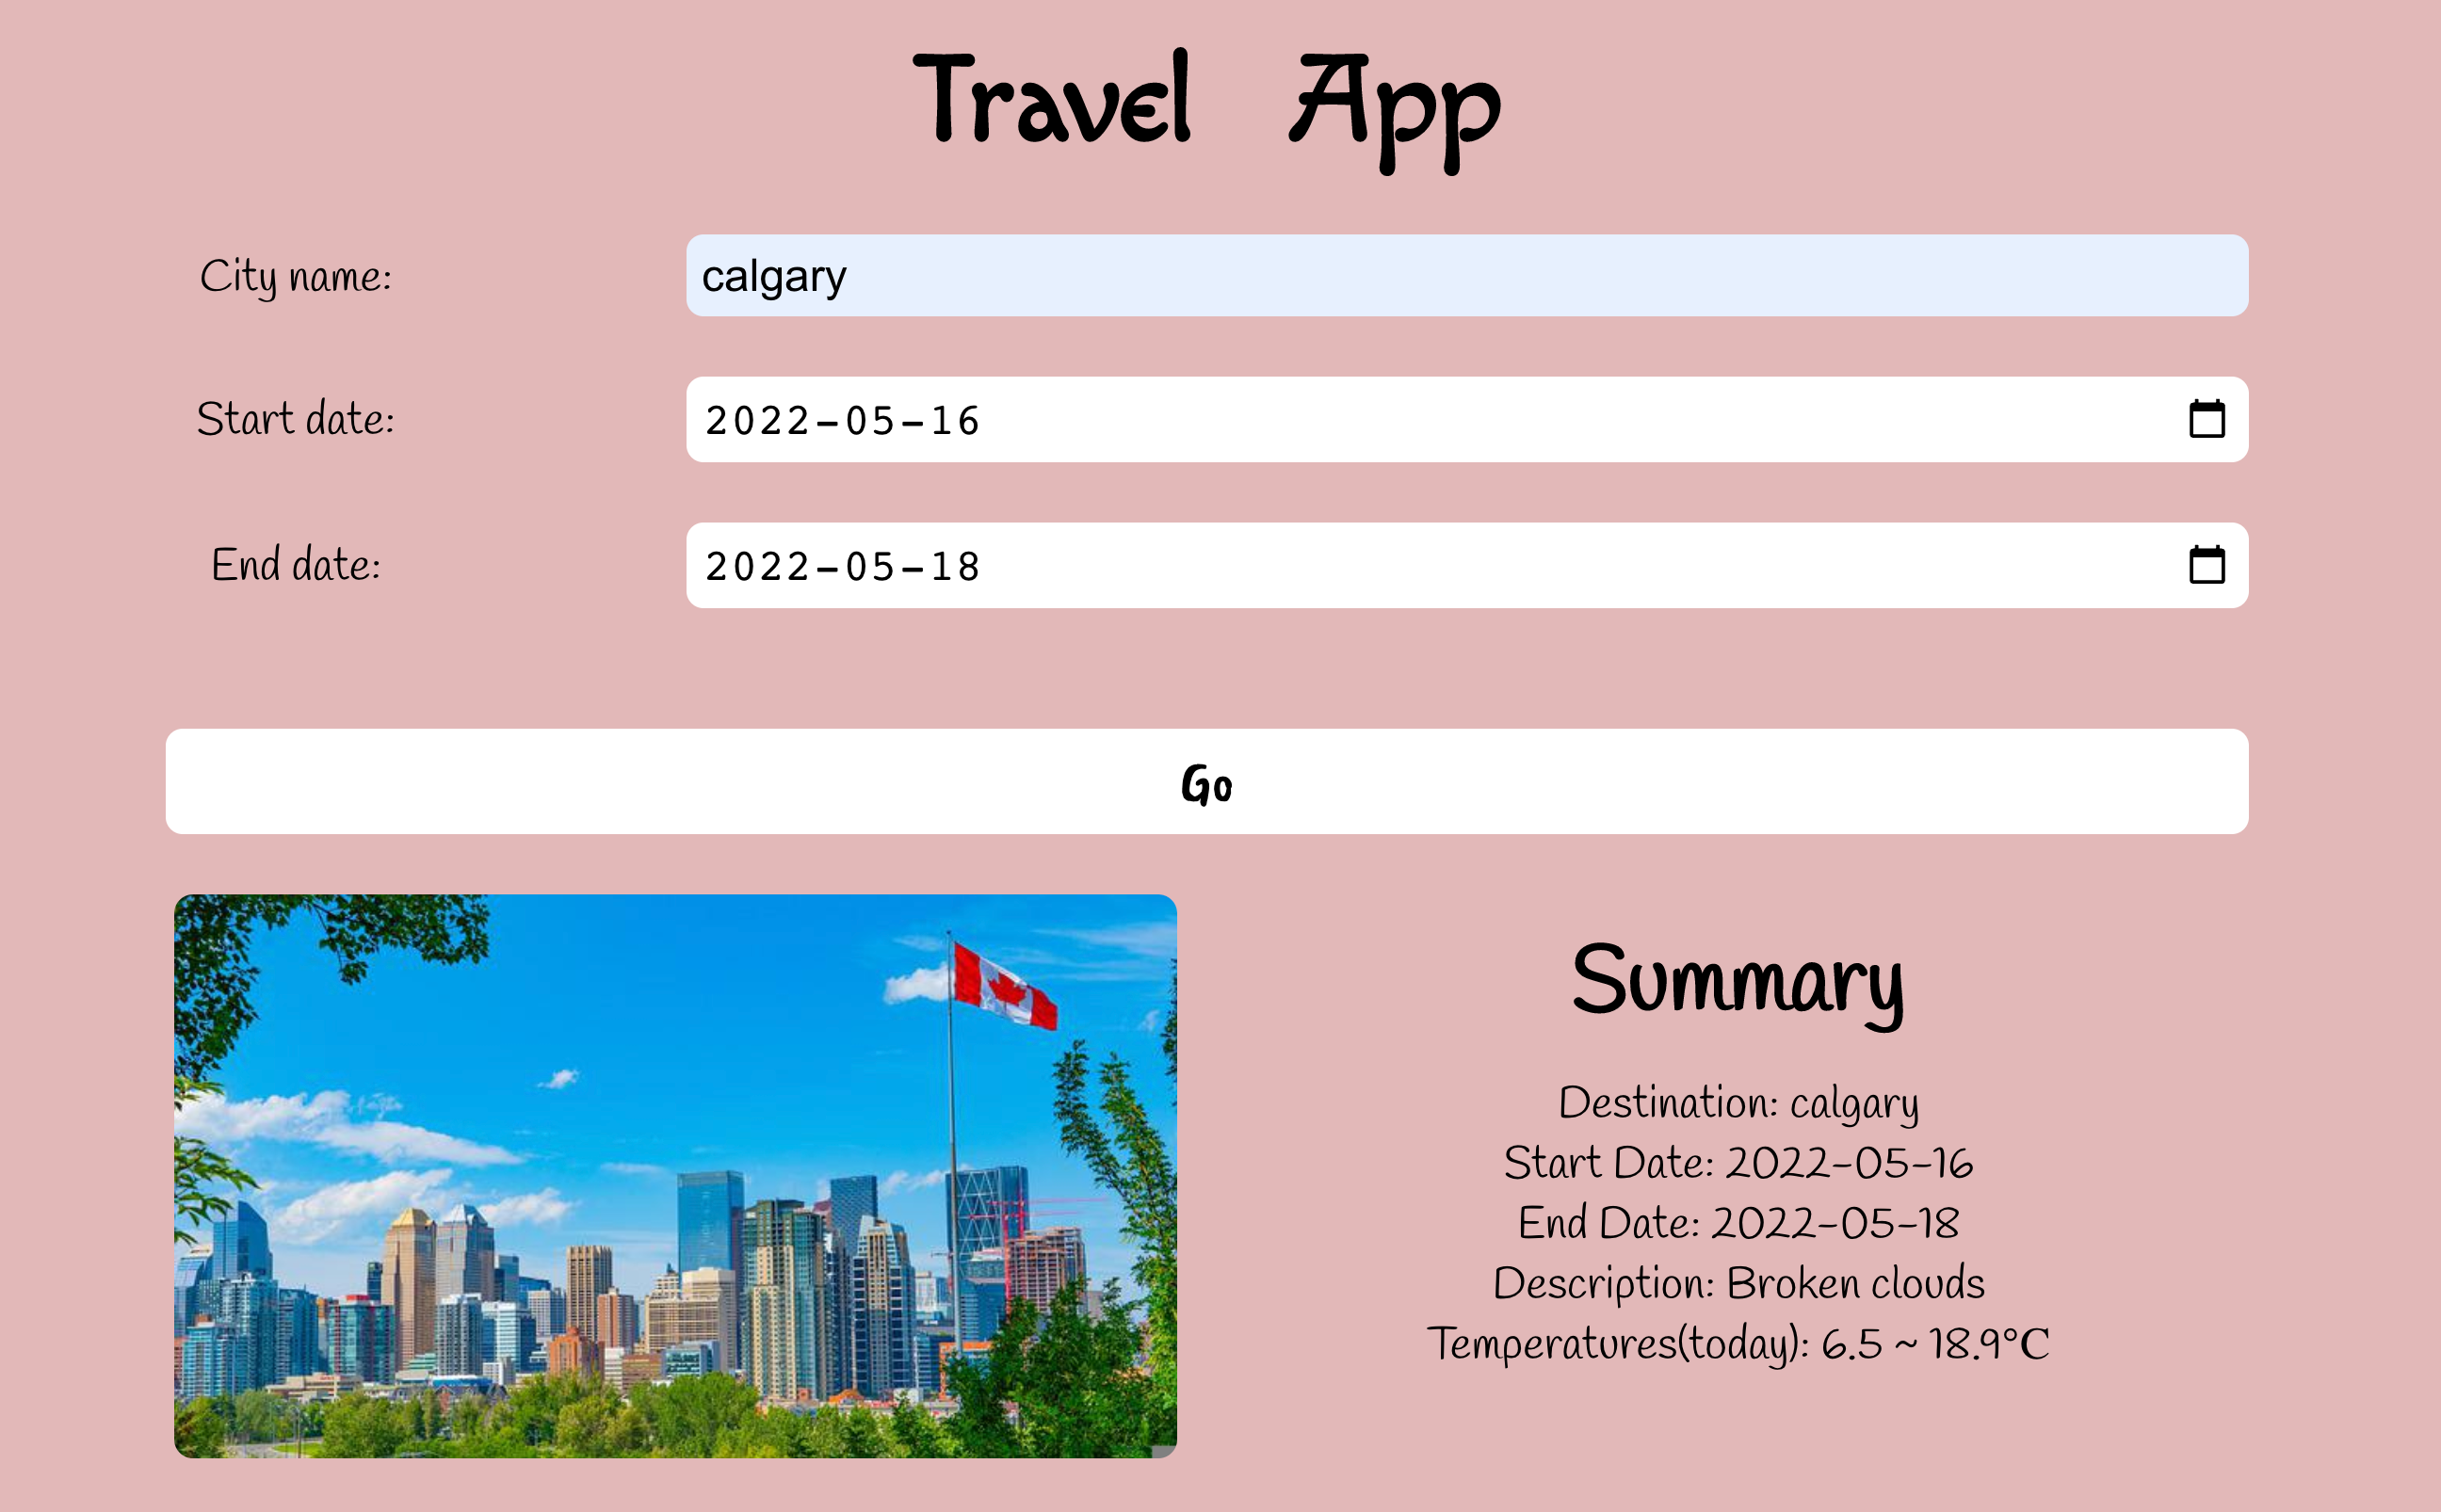 Travel App
City name:
calgary
Start date:
2022-05-16
End date:
2022-05-18
Go
Summary
Destination: calgary
Start Date: 2022-05-16
End Date: 2022-05-18
Description: Broken clouds
Temperatures(today): 6.5 ~ 18.9°C